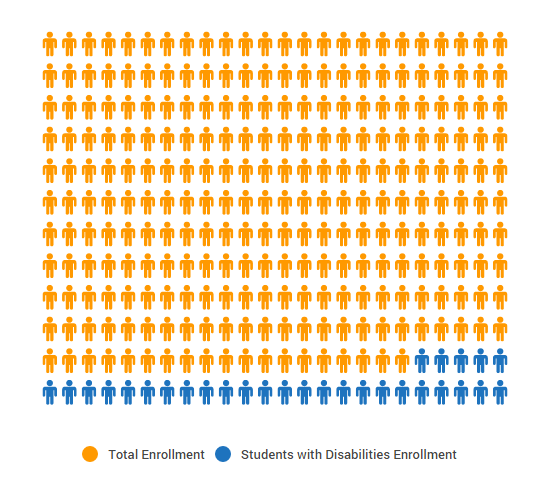 Total Enrollment Students with Disabilities Enrollment